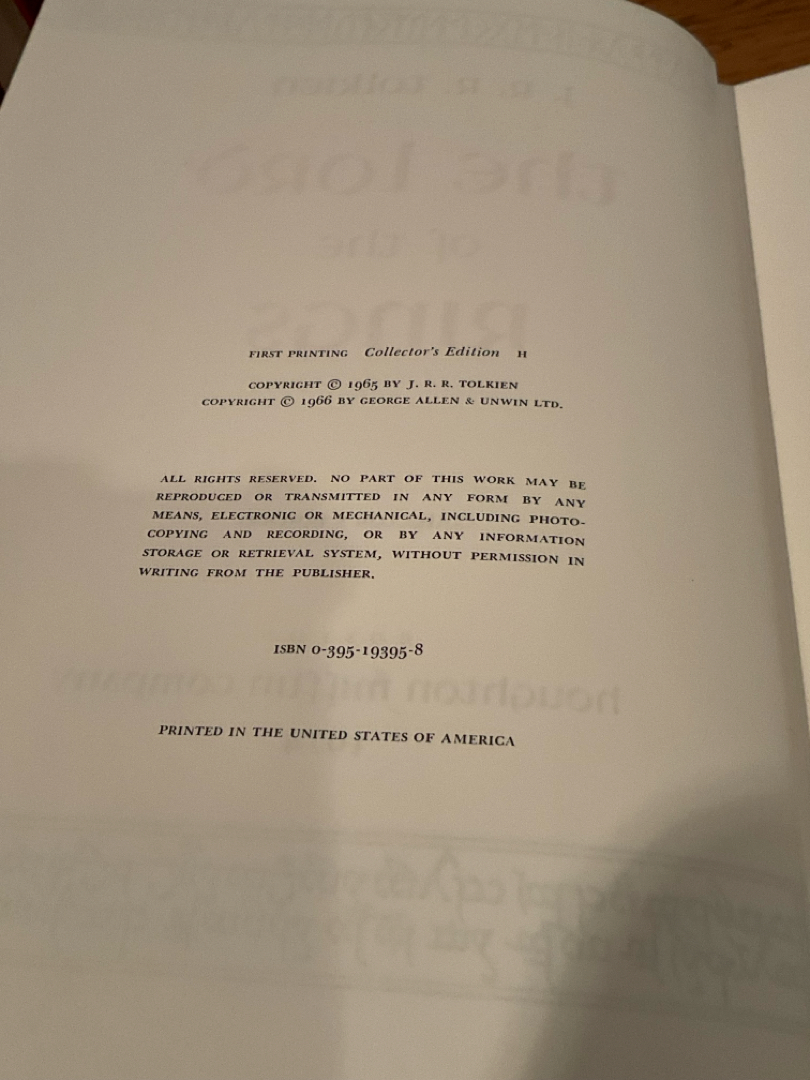 FIRST PRINTING Collector's Edition H
COPYRIGHT © 1965 BY J. R. R. TOLKIEN
COPYRIGHT © 1966 BY GEORGE ALLEN & UNWIN LTD.
ALL RIGHTS RESERVED. NO PART OF THIS WORK MAY BE
REPRODUCED OR TRANSMITTED IN ANY FORM BY ANY
MEANS, ELECTRONIC OR MECHANICAL, INCLUDING PHOTO-
COPYING AND RECORDING, OR BY ANY INFORMATION
STORAGE OR RETRIEVAL SYSTEM, WITHOUT PERMISSION IN
WRITING FROM THE PUBLISHER.
ISBN 0-395-19395-8
PRINTED IN THE UNITED STATES OF AMERICA